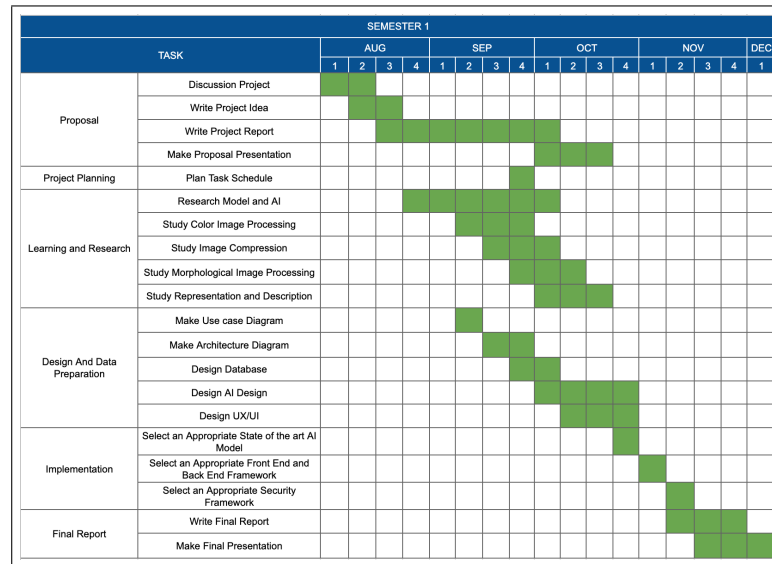 SEMESTER 1
TASK
AUG SEP OCT NOV DEC
1 2 3 4 1 2 3 4 1 2 3 4 1 2 3 4 1
Proposal
Discussion Project
Write Project Idea
Write Project Report
Make Proposal Presentation
Project Planning
Plan Task Schedule
Learning and Research
Research Model and AI
Study Color Image Processing
Study Image Compression
Study Morphological Image Processing
Study Representation and Description
Design And Data
Preparation
Make Use case Diagram
Make Architecture Diagram
Design Database
Design AI Design
Design UX/UI
Implementation
Select an Appropriate State of the art AI
Model
Select an Appropriate Front End and
Back End Framework
Select an Appropriate Security
Framework
Final Report
Write Final Report
Make Final Presentation